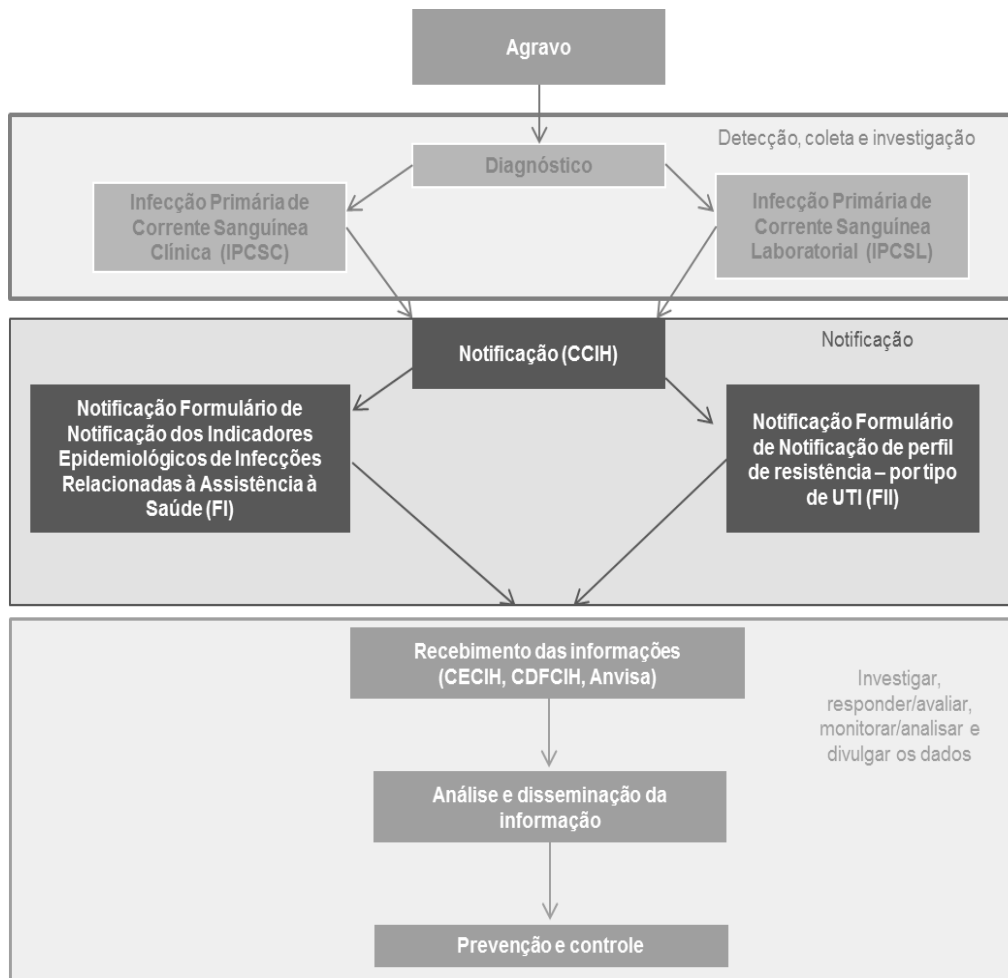 Agravo
Detecção, coleta e investigação
Diagnóstico
Infecção Primária de
Corrente Sanguínea
Clínica (IPCSC)
Infecção Primária de
Corrente Sanguínea
Laboratorial (IPCSL)
Notificação (CCIH)
Notificação
Notificação Formulário de
Notificação dos Indicadores
Epidemiológicos de Infecções
Relacionadas à Assistência à
Saúde (FI)
Notificação Formulário
de Notificação de perfil
de resistência – por tipo
de UTI (FII)
Recebimento das informações
(CECIH, CDFCIH, Anvisa)
Investigar,
responder/avaliar,
monitorar/analisar e
divulgar os dados
Análise e disseminação da
informação
Prevenção e controle